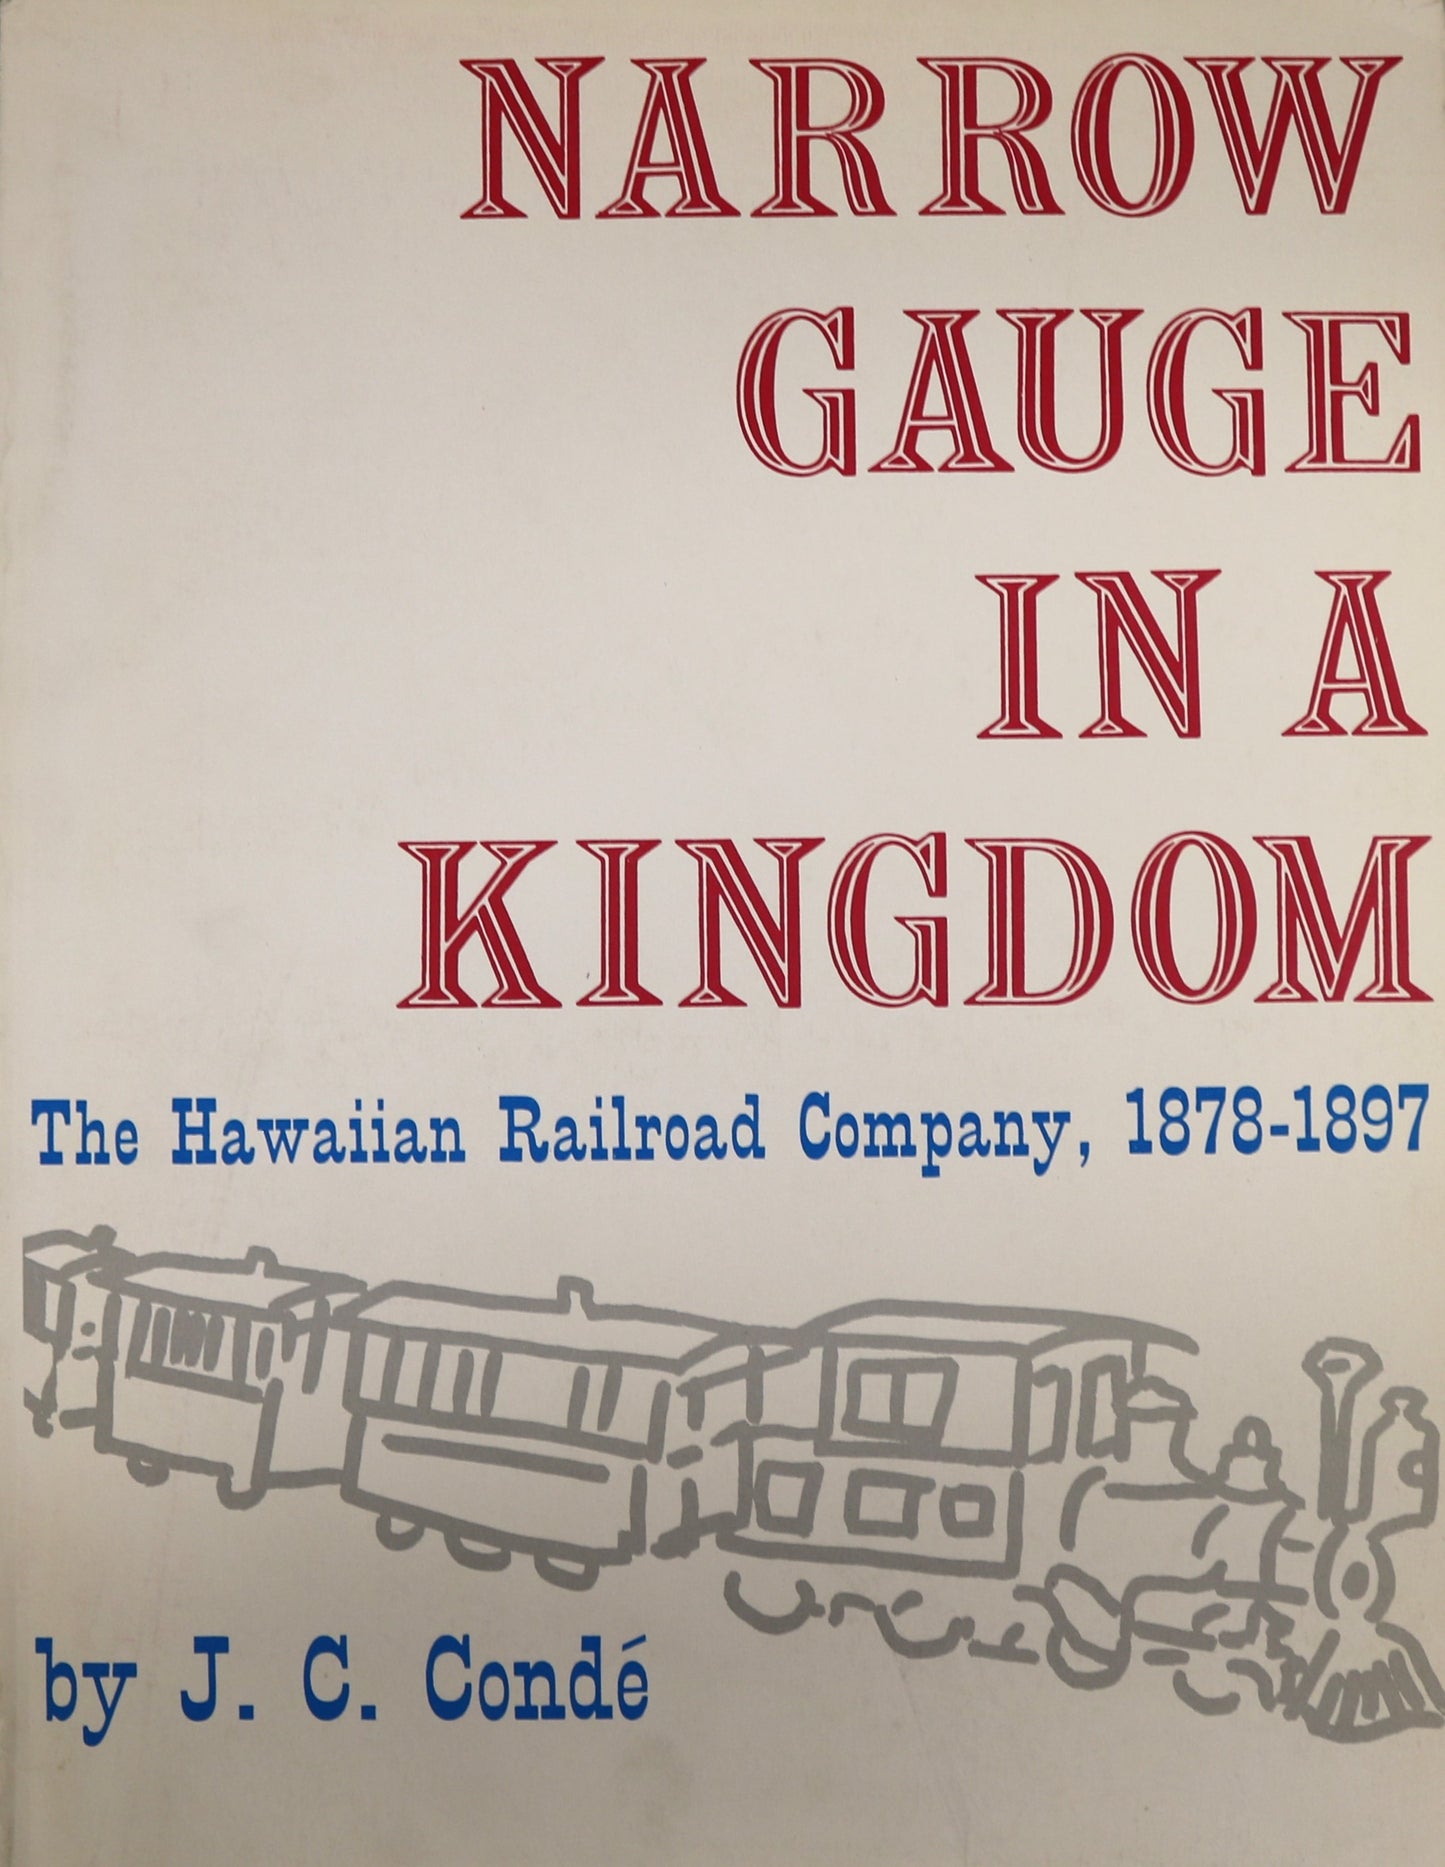 NARROW
GAUGE
IN A
KINGDOM
The Hawaiian Railroad Company, 1878-1897
by J. C. Condé